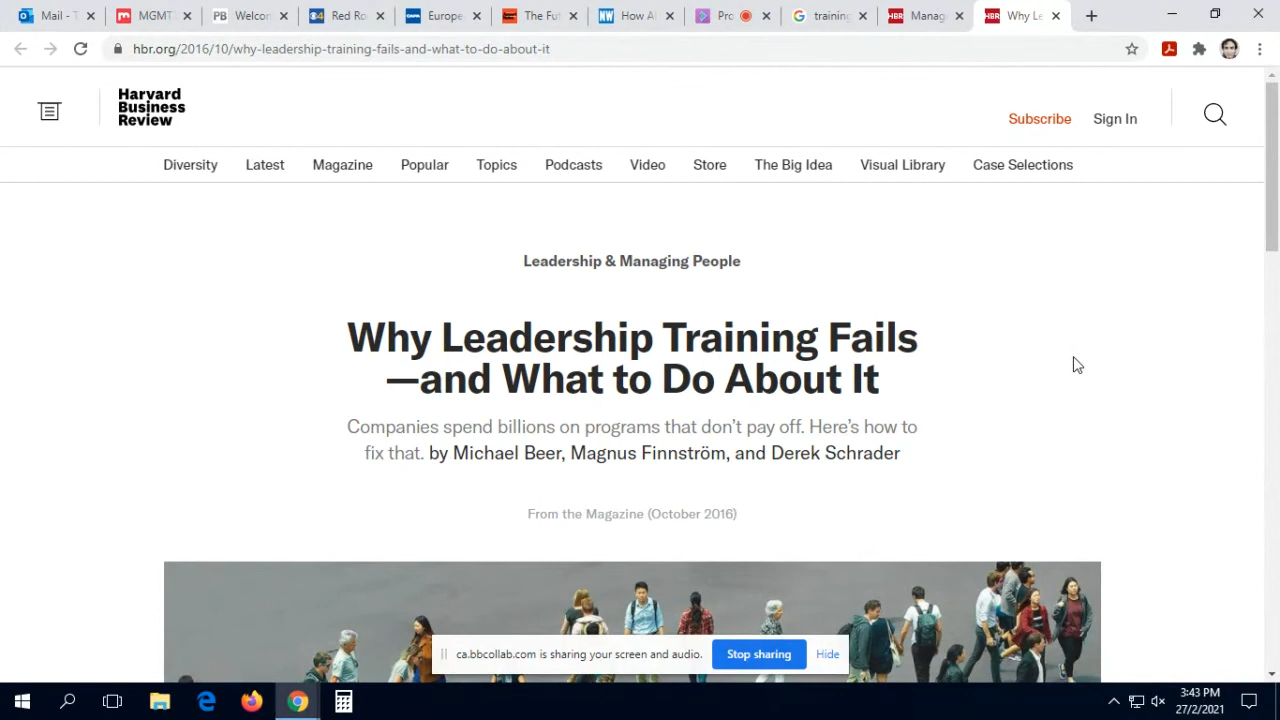 Mail - T
MGMT
Welcom
Red Ro
Europe
The Fut
How A
Pro
training
Manag
Why Le
hbr.org/2016/10/why-leadership-training-fails-and-what-to-do-about-it
Harvard
Business
Review
Subscribe Sign In
Diversity Latest Magazine Popular Topics Podcasts Video Store The Big Idea Visual Library Case Selections
Leadership & Managing People
Why Leadership Training Fails
—and What to Do About It
Companies spend billions on programs that don’t pay off. Here’s how to
fix that. by Michael Beer, Magnus Finnström, and Derek Schrader
From the Magazine (October 2016)
ca.bbcollab.com is sharing your screen and audio. Stop sharing Hide
3:43 PM
27/2/2021